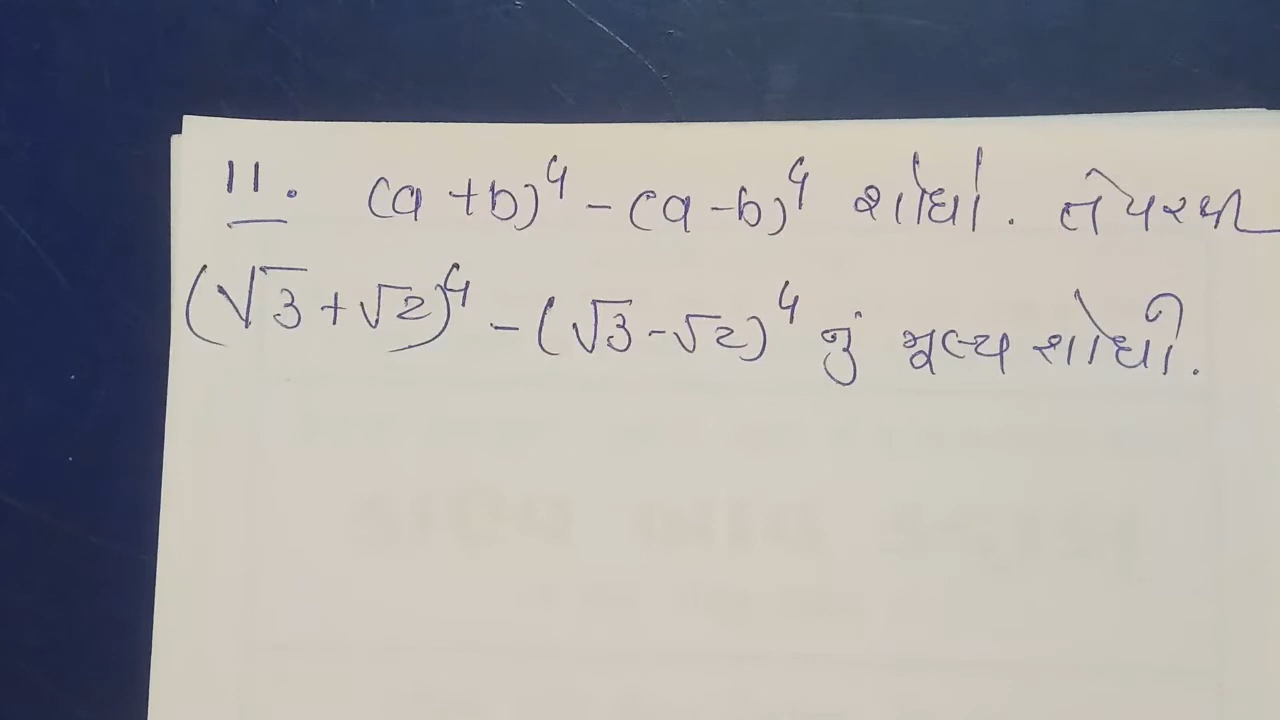 11. (a+b)⁴ - (a-b)⁴ શોધો. તે પરથી
(√3+√2)⁴ - (√3-√2)⁴ નું મૂલ્ય શોધો.